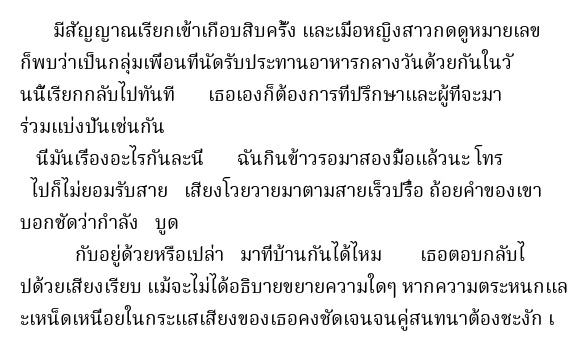 มีสัญญาณเรียกเข้าเกือบสิบครั้ง และเมื่อหญิงสาวกดดูหมายเลข
ก็พบว่าเป็นกลุ่มเพื่อนที่นัดรับประทานอาหารกลางวันด้วยกันในวั
นนี้เรียกกลับไปทันที เธอเองก็ต้องการที่ปรึกษาและผู้ที่จะมา
ร่วมแบ่งปันเช่นกัน
นี่มันเรื่องอะไรกันละนี่ ฉันกินข้าวรอมาสองมื้อแล้วนะ โทร
ไปก็ไม่ยอมรับสาย เสียงโวยวายมาตามสายเร็วปรื๋อ ถ้อยคำของเขา
บอกชัดว่ากำลัง บูด
กับอยู่ด้วยหรือเปล่า มาที่บ้านกันได้ไหม เธอตอบกลับไ
ปด้วยเสียงเรียบ แม้จะไม่ได้อธิบายขยายความใดๆ หากความตระหนกแล
ะเหน็ดเหนื่อยในกระแสเสียงของเธอคงชัดเจนจนคู่สนทนาต้องชะงัก เ